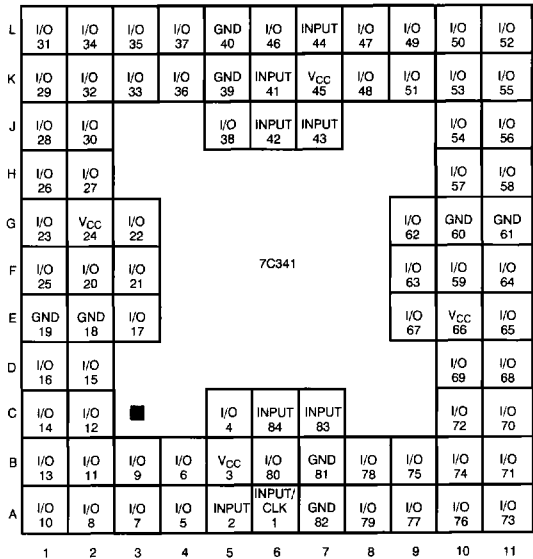 L I/O I/O I/O I/O GND I/O INPUT I/O I/O I/O I/O
31 34 35 37 40 46 44 47 49 50 52
K I/O I/O I/O I/O GND INPUT VCC I/O I/O I/O I/O
29 32 33 36 39 41 45 48 51 53 55
J I/O I/O I/O INPUT INPUT I/O I/O
28 30 38 42 43 54 56
H I/O I/O I/O I/O
26 27 57 58
G I/O VCC I/O I/O GND GND
23 24 22 62 60 61
7C341
F I/O I/O I/O I/O I/O I/O
25 20 21 63 59 64
E GND GND I/O I/O VCC I/O
19 18 17 67 66 65
D I/O I/O I/O I/O
16 15 69 68
C I/O I/O I/O INPUT INPUT I/O I/O
14 12 4 84 83 72 70
B I/O I/O I/O I/O VCC I/O GND I/O I/O I/O I/O
13 11 9 6 3 80 81 78 75 74 71
A I/O I/O I/O I/O INPUT INPUT/CLK GND I/O I/O I/O I/O
10 8 7 5 2 1 82 79 77 76 73
1 2 3 4 5 6 7 8 9 10 11